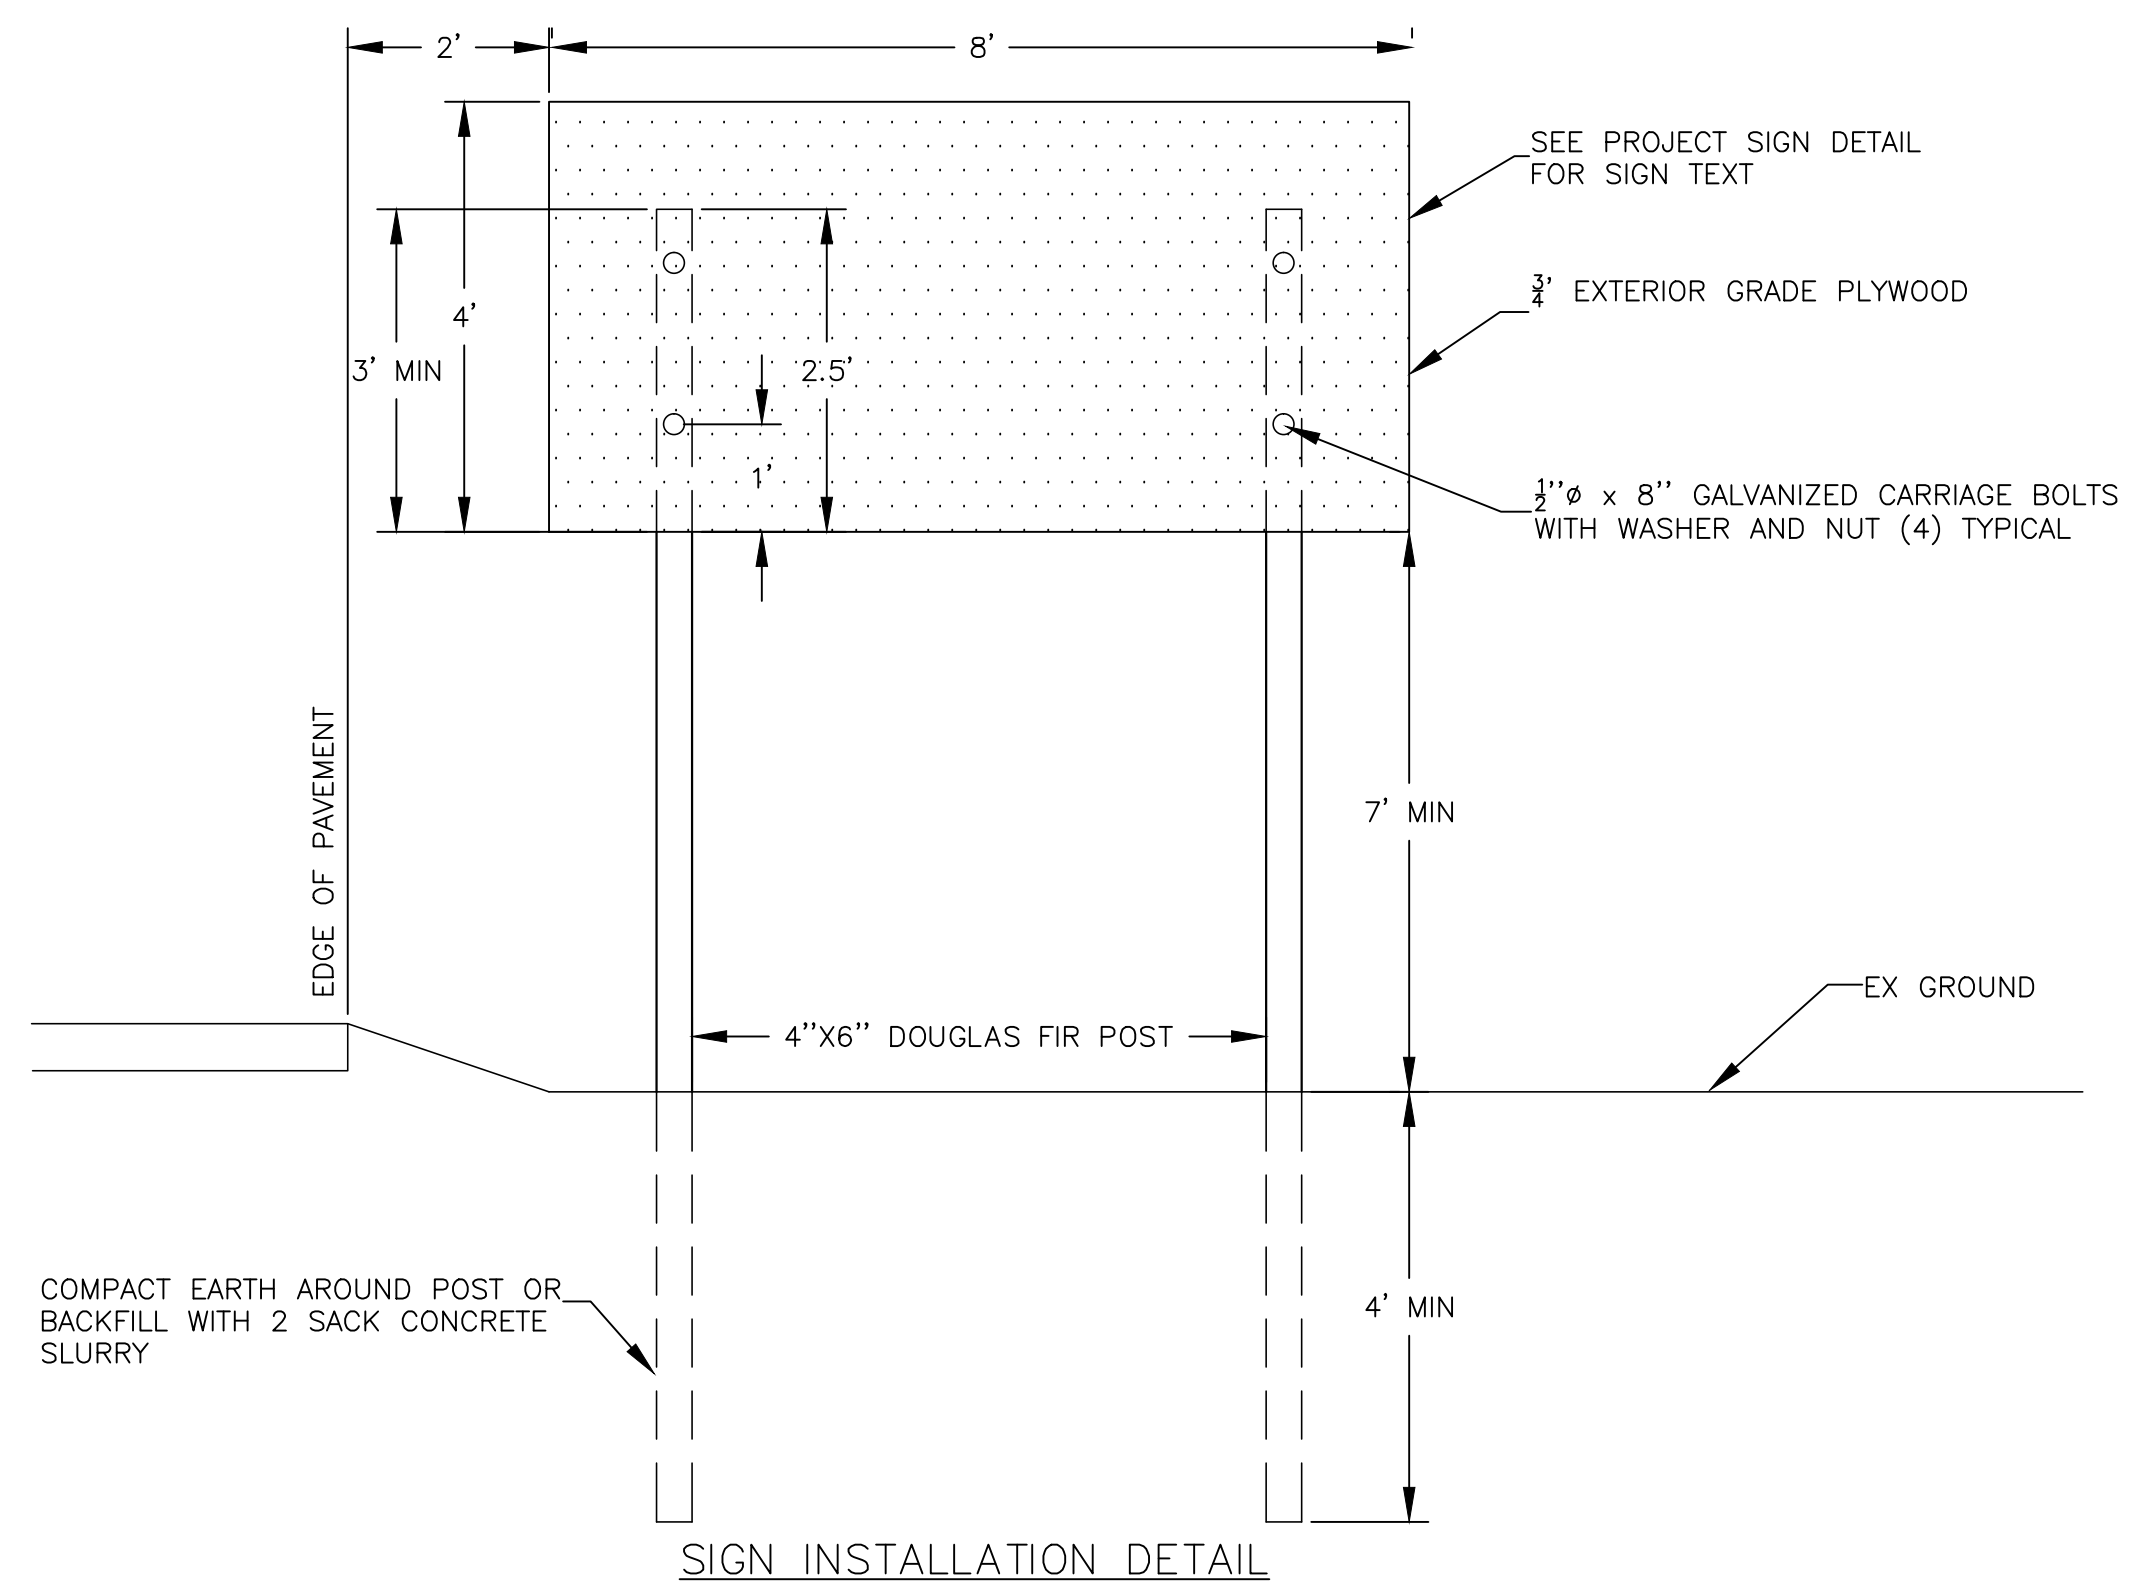 2' 8'
SEE PROJECT SIGN DETAIL
FOR SIGN TEXT
3/4' EXTERIOR GRADE PLYWOOD
4'
3' MIN
2.5'
1'
1/2''ø x 8'' GALVANIZED CARRIAGE BOLTS
WITH WASHER AND NUT (4) TYPICAL
7' MIN
EDGE OF PAVEMENT
EX GROUND
4''X6'' DOUGLAS FIR POST
COMPACT EARTH AROUND POST OR
BACKFILL WITH 2 SACK CONCRETE
SLURRY
4' MIN
SIGN INSTALLATION DETAIL